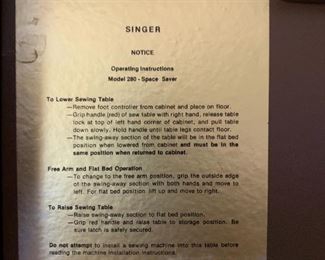 SINGER
NOTICE
Operating Instructions
Model 280 - Space Saver
To Lower Sewing Table
—Remove foot controller from cabinet and place on floor.
—Grip handle (red) of sew table with right hand, release table
lock at top of left hand corner of cabinet, and pull table
down slowly. Hold handle until table legs contact floor.
—The swing-away section of the table will be in the flat bed
position when lowered from cabinet and must be in the
same position when returned to cabinet.
Free Arm and Flat Bed Operation
—To change to the free arm position, grip the outside edge
of the swing-away section with both hands and move to
left. For flat bed position lift up and move to right.
To Raise Sewing Table
—Raise swing-away section to flat bed position.
—Grip red handle and raise table to storage position. Be
sure latch is safely secured.
Do not attempt to install a sewing machine into this table before
reading the machine installation instructions.